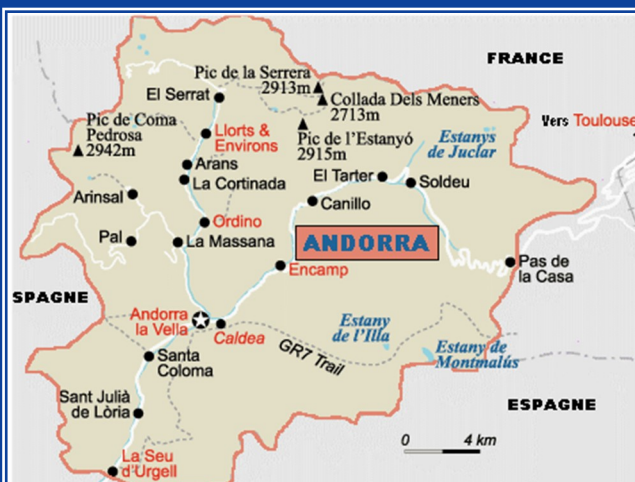 FRANCE
Pic de la Serrera
2913m
El Serrat
Collada Dels Meners
2713m
Pic de Coma
Pedrosa
2942m
Vers Toulouse
Llorts &
Environs
Pic de l'Estanyó
2915m
Estanys
de Juclar
Arans
La Cortinada
El Tarter
Soldeu
Arinsal
Canillo
Ordino
Pal
La Massana
ANDORRA
Encamp
Pas de
la Casa
SPAGNE
Andorra
la Vella
Caldea
Estany
de l'Illa
GR7 Trail
Estany de
Montmalús
Santa
Coloma
Sant Julià
de Lòria
ESPAGNE
0 4 km
La Seu
d'Urgell